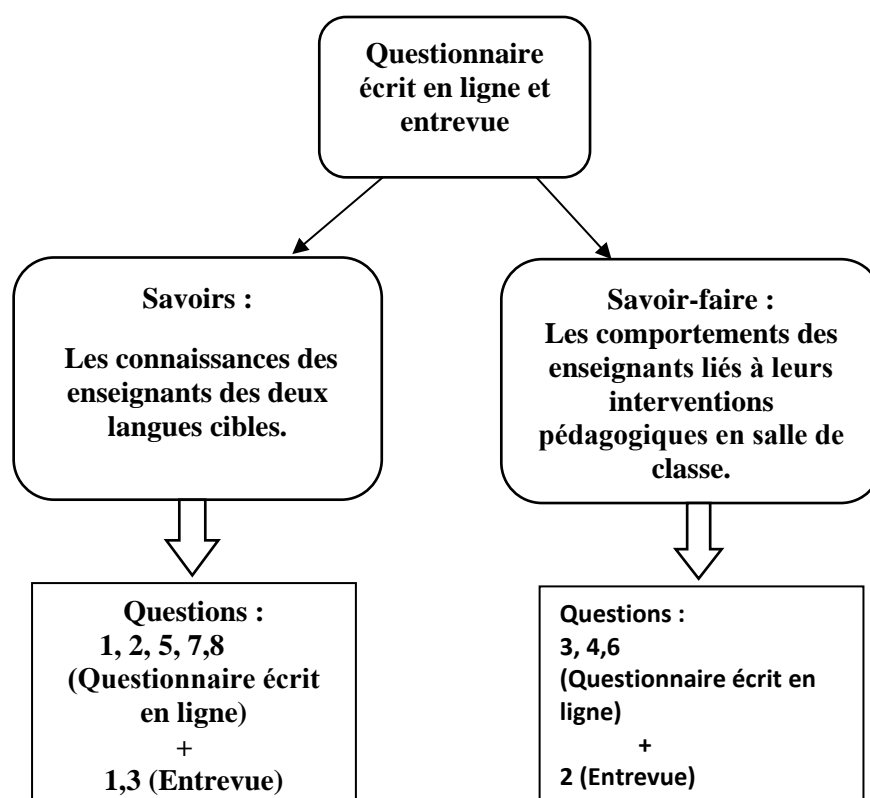 Questionnaire
écrit en ligne et
entrevue
Savoirs :
Les connaissances des
enseignants des deux
langues cibles.
Savoir-faire :
Les comportements des
enseignants liés à leurs
interventions
pédagogiques en salle de
classe.
Questions :
1, 2, 5, 7,8
(Questionnaire écrit
en ligne)
+
1,3 (Entrevue)
Questions :
3, 4,6
(Questionnaire écrit en
ligne)
+
2 (Entrevue)